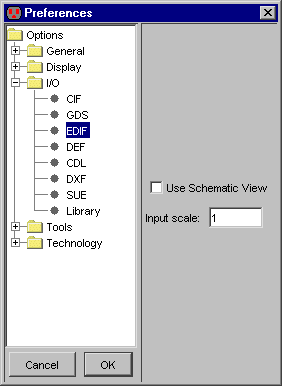 Preferences
Options
General
Display
I/O
CIF
GDS
EDIF
DEF
CDL
DXF
SUE
Library
Tools
Technology
Use Schematic View
Input scale: 1
Cancel OK